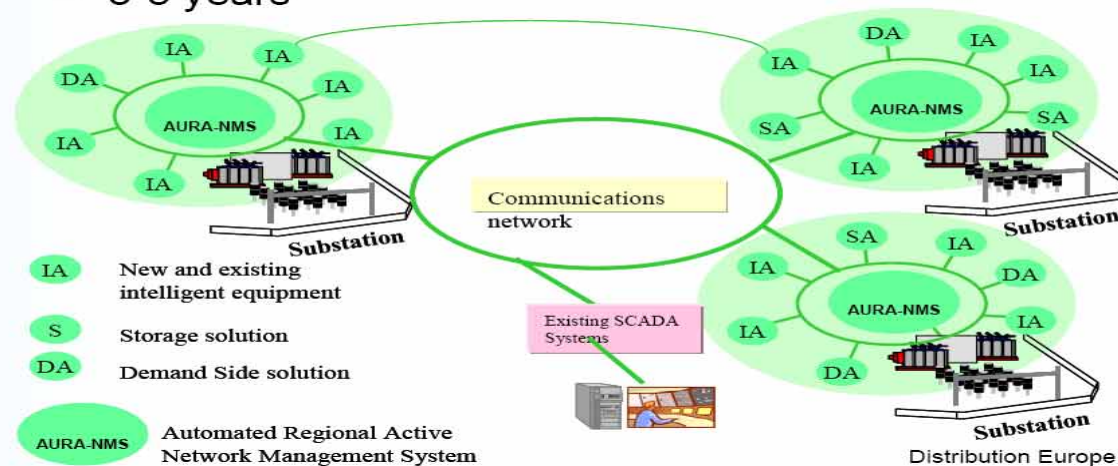 3-5 years
IA
IA
DA
IA
AURA-NMS
IA
IA
IA
Substation
DA
IA
IA
IA
AURA-NMS
SA
SA
IA
Substation
Communications
network
SA
IA
IA
DA
AURA-NMS
IA
IA
DA
Substation
Existing SCADA
Systems
IA New and existing
intelligent equipment
S Storage solution
DA Demand Side solution
AURA-NMS Automated Regional Active
Network Management System
Distribution Europe